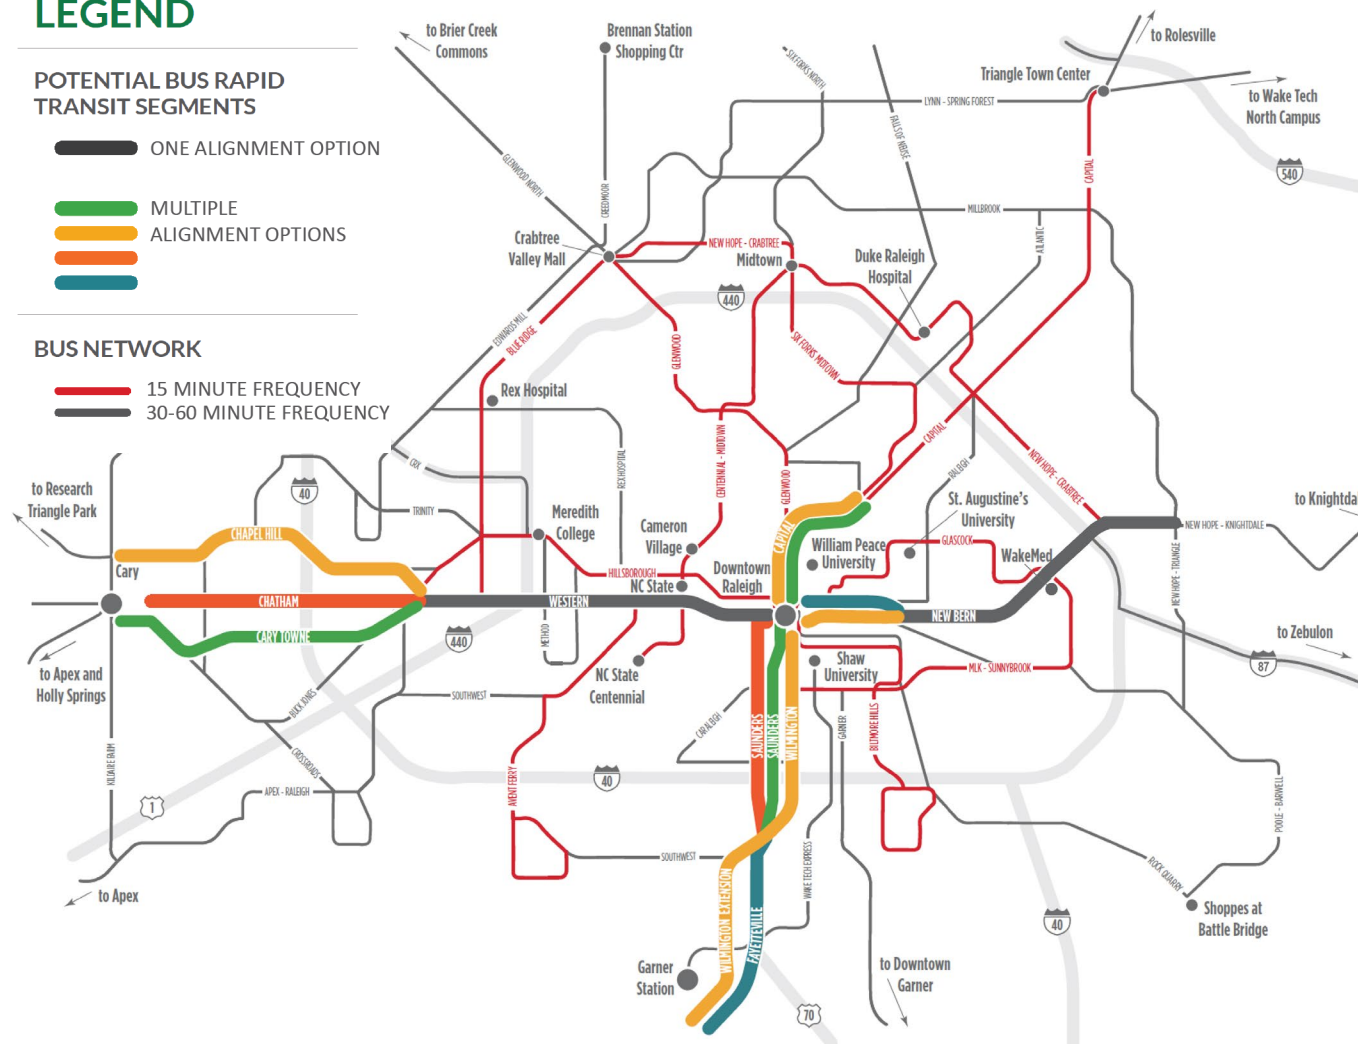 LEGEND
POTENTIAL BUS RAPID
TRANSIT SEGMENTS
ONE ALIGNMENT OPTION
MULTIPLE
ALIGNMENT OPTIONS
BUS NETWORK
15 MINUTE FREQUENCY
30-60 MINUTE FREQUENCY
to Brier Creek
Commons
Brennan Station
Shopping Ctr
SIX FORKS NORTH
FALLS OF NEUSE
Triangle Town Center
to Rolesville
LYNN - SPRING FOREST
to Wake Tech
North Campus
540
CAPITAL
GLENWOOD NORTH
CREEDMOOR
MILLBROOK
ATLANTIC
Crabtree
Valley Mall
NEW HOPE - CRABTREE
Midtown
Duke Raleigh
Hospital
440
EDWARDS MILL
BLUE RIDGE
GLENWOOD
SIX FORKS MIDTOWN
Rex Hospital
CAPITAL
NEW HOPE - CRABTREE
REX HOSPITAL
CENTENNIAL - MIDTOWN
GLENWOOD
RALEIGH
to Research
Triangle Park
40
TRINITY
Meredith
College
Cameron
Village
CAPITAL
St. Augustine's
University
to Knightda
NEW HOPE - KNIGHTDALE
CHAPEL HILL
William Peace
University
GLASCOCK
WakeMed
Cary
HILLSBOROUGH
NC State
Downtown
Raleigh
NEW HOPE - TRIANGLE
CHATHAM
WESTERN
NEW BERN
CARY TOWNE
440
METHOD
to Zebulon
87
to Apex and
Holly Springs
NC State
Centennial
Shaw
University
MLK - SUNNYBROOK
BUCK JONES
SOUTHWEST
CARALEIGH
SAUNDERS
SAUNDERS
WILMINGTON
GARNER
BILTMORE HILLS
KILDAIRE FARM
CROSSROADS
40
1
APEX - RALEIGH
AVENT FERRY
POOLE - BARWELL
SOUTHWEST
WAKE TECH EXPRESS
ROCK QUARRY
to Apex
WILMINGTON EXTENSION
FAYETTEVILLE
Shoppes at
Battle Bridge
40
Garner
Station
to Downtown
Garner
70